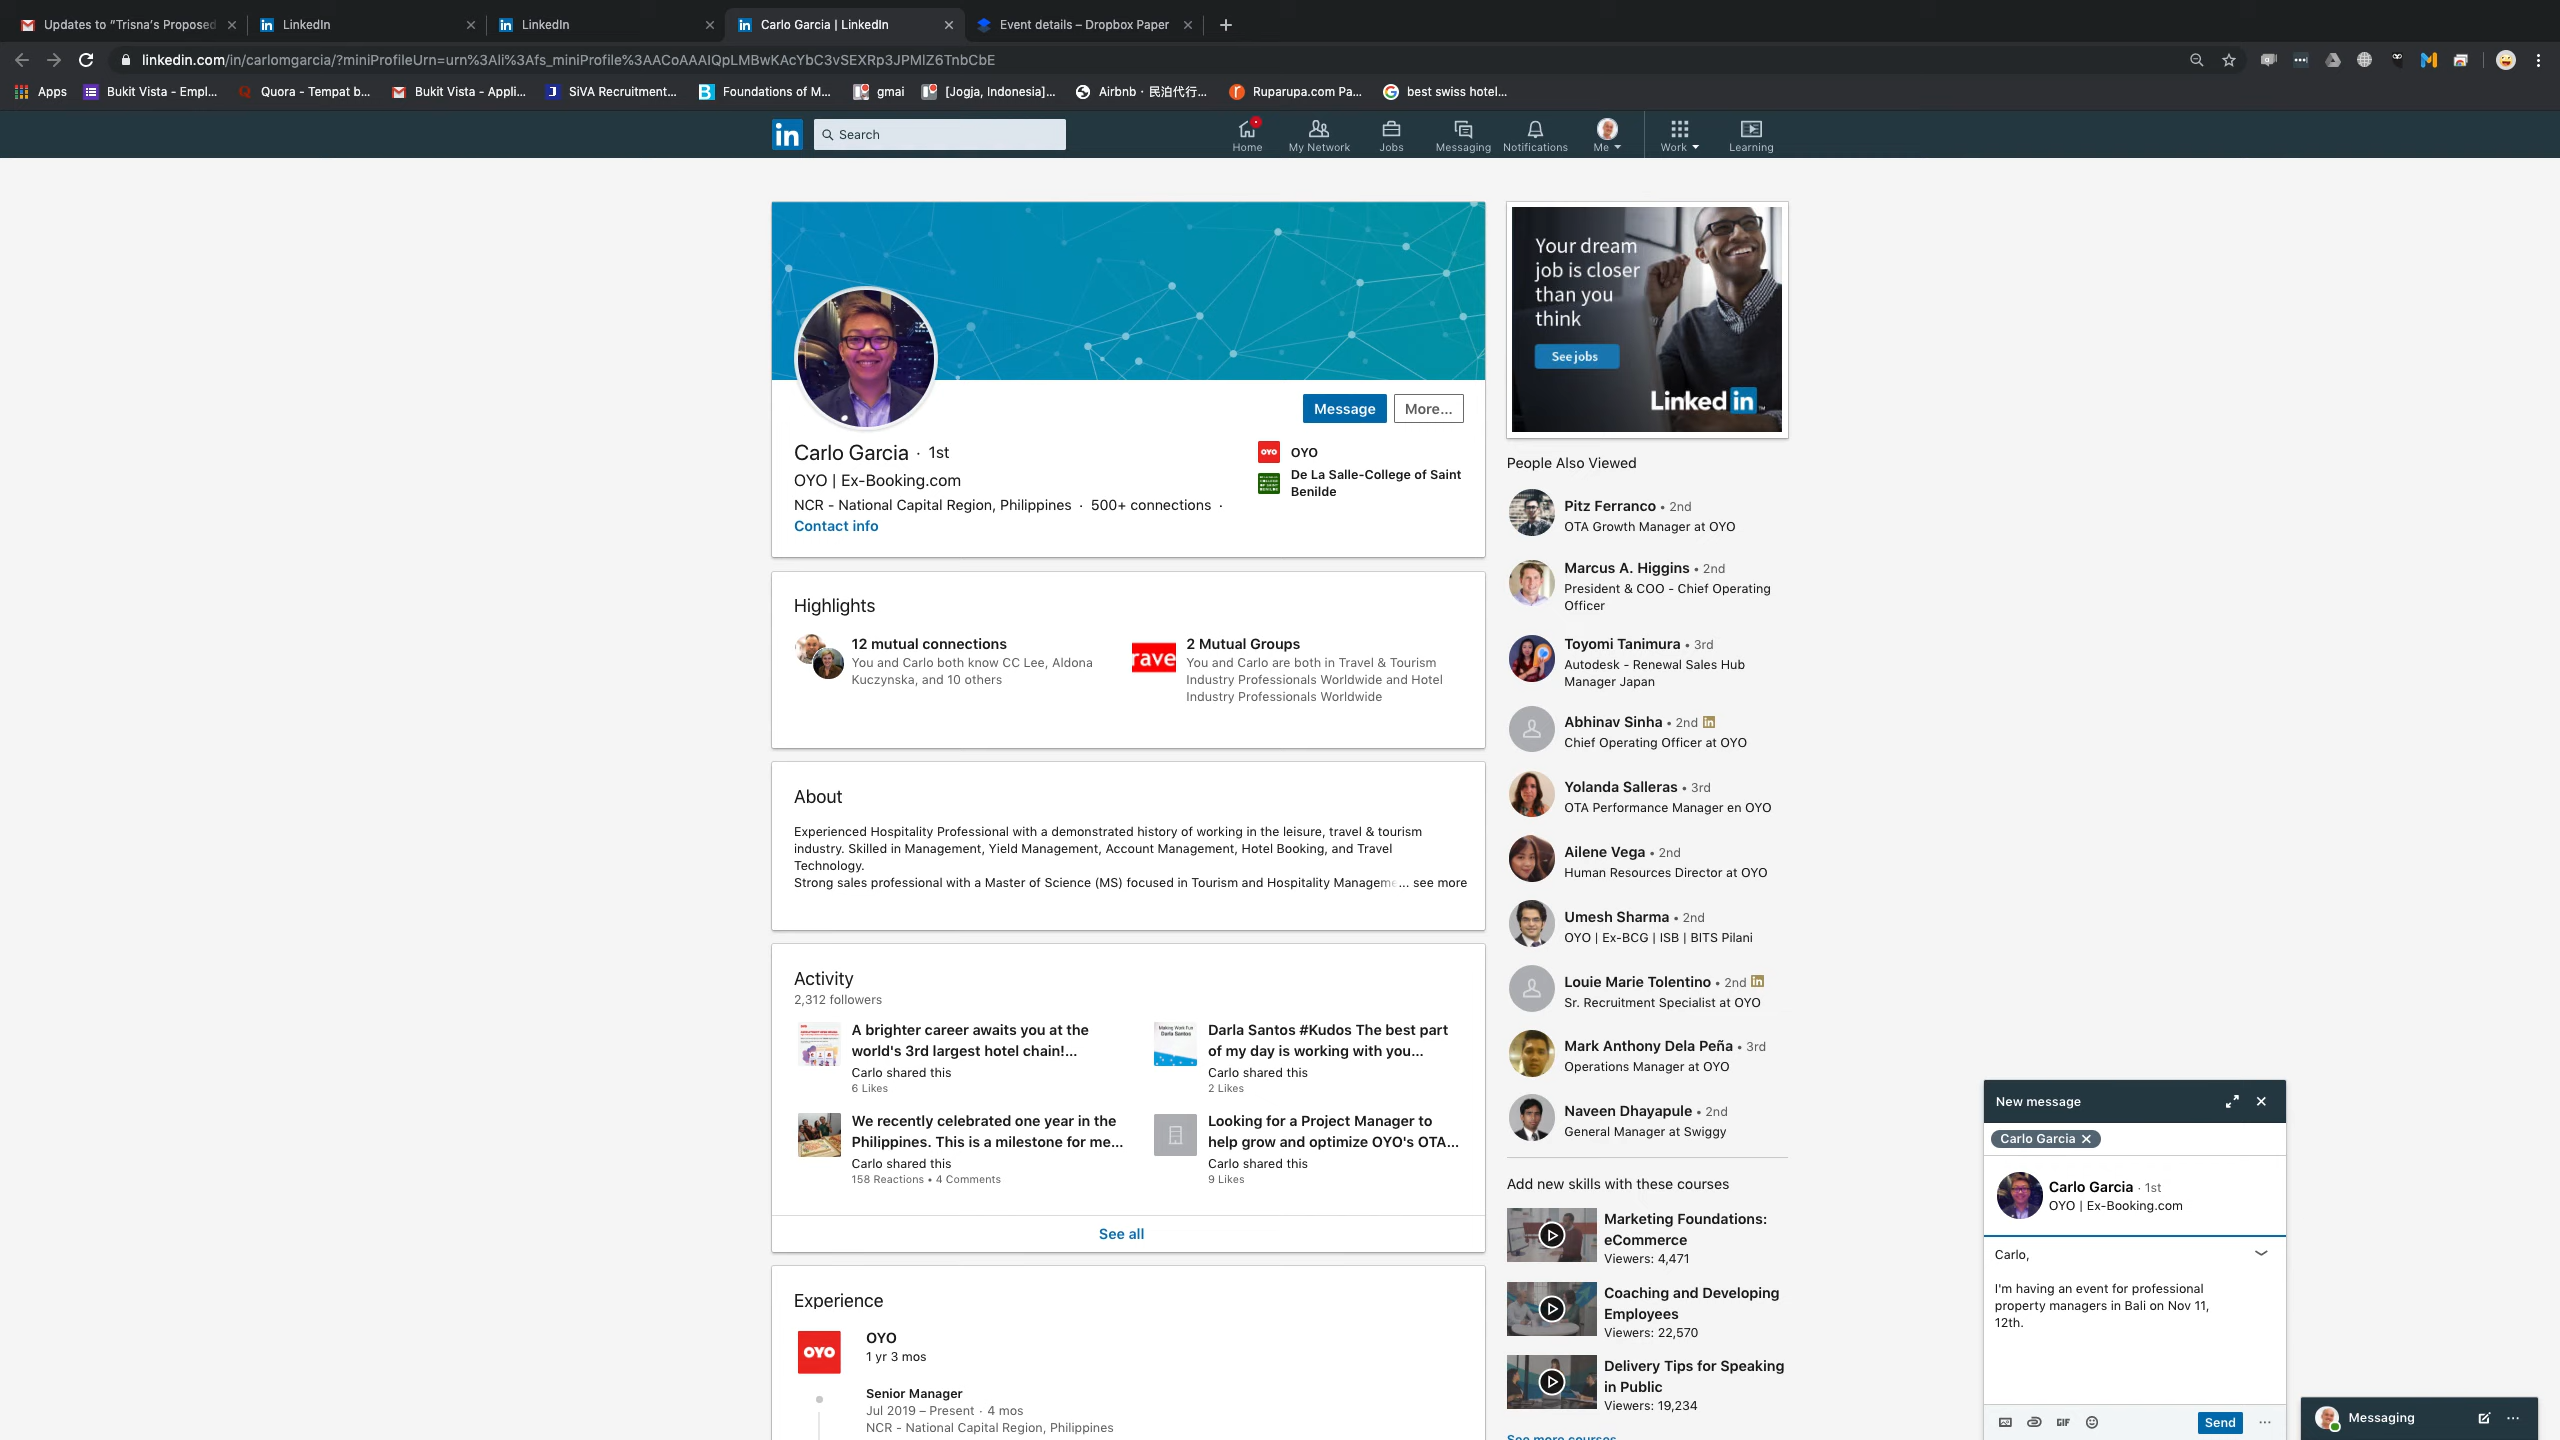 Updates to "Trisna's Proposed
LinkedIn
LinkedIn
Carlo Garcia | LinkedIn
Event details – Dropbox Paper
linkedin.com/in/carlomgarcia/?miniProfileUrn=urn%3Ali%3Afs_miniProfile%3AACoAAAIQpLMBwKAcYbC3vSEXRp3JPMlZ6TnbCbE
Apps
Bukit Vista - Empl...
Quora - Tempat b...
Bukit Vista - Appli...
SiVA Recruitment...
Foundations of M...
gmai
[Jogja, Indonesia]...
Airbnb · 民泊代行...
Ruparupa.com Pa...
best swiss hotel...
in
Search
Home
My Network
Jobs
Messaging
Notifications
Me
Work
Learning
Message
More...
Carlo Garcia · 1st
OYO | Ex-Booking.com
NCR - National Capital Region, Philippines · 500+ connections ·
Contact info
OYO
OYO
De La Salle-College of Saint
Benilde
Highlights
12 mutual connections
You and Carlo both know CC Lee, Aldona
Kuczynska, and 10 others
rave
2 Mutual Groups
You and Carlo are both in Travel & Tourism
Industry Professionals Worldwide and Hotel
Industry Professionals Worldwide
About
Experienced Hospitality Professional with a demonstrated history of working in the leisure, travel & tourism
industry. Skilled in Management, Yield Management, Account Management, Hotel Booking, and Travel
Technology.
Strong sales professional with a Master of Science (MS) focused in Tourism and Hospitality Manageme... see more
Activity
2,312 followers
A brighter career awaits you at the
world's 3rd largest hotel chain!...
Carlo shared this
6 Likes
Making Work Fun
Darla Santos
Darla Santos #Kudos The best part
of my day is working with you...
Carlo shared this
2 Likes
We recently celebrated one year in the
Philippines. This is a milestone for me...
Carlo shared this
158 Reactions • 4 Comments
Looking for a Project Manager to
help grow and optimize OYO's OTA...
Carlo shared this
9 Likes
See all
Experience
OYO
OYO
1 yr 3 mos
Senior Manager
Jul 2019 – Present · 4 mos
NCR - National Capital Region, Philippines
Your dream
job is closer
than you
think
See jobs
Linked in
People Also Viewed
Pitz Ferranco • 2nd
OTA Growth Manager at OYO
Marcus A. Higgins • 2nd
President & COO - Chief Operating
Officer
Toyomi Tanimura • 3rd
Autodesk - Renewal Sales Hub
Manager Japan
Abhinav Sinha • 2nd in
Chief Operating Officer at OYO
Yolanda Salleras • 3rd
OTA Performance Manager en OYO
Ailene Vega • 2nd
Human Resources Director at OYO
Umesh Sharma • 2nd
OYO | Ex-BCG | ISB | BITS Pilani
Louie Marie Tolentino • 2nd in
Sr. Recruitment Specialist at OYO
Mark Anthony Dela Peña • 3rd
Operations Manager at OYO
Naveen Dhayapule • 2nd
General Manager at Swiggy
Add new skills with these courses
Marketing Foundations:
eCommerce
Viewers: 4,471
Coaching and Developing
Employees
Viewers: 22,570
Delivery Tips for Speaking
in Public
Viewers: 19,234
See more courses
New message
Carlo Garcia
Carlo Garcia · 1st
OYO | Ex-Booking.com
Carlo,
I'm having an event for professional
property managers in Bali on Nov 11,
12th.
GIF
Send
Messaging